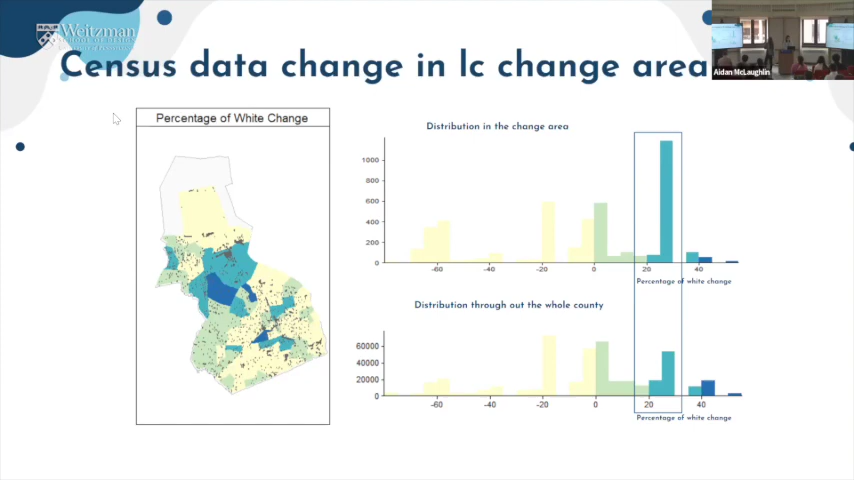 Weitzman
Census data change in lc change area
Aidan McLaughlin
Percentage of White Change
Distribution in the change area
1000
800
600
400
200
0
-60
-40
-20
0
20
40
Percentage of white change
Distribution through out the whole county
60000
40000
20000
0
-60
-40
-20
0
20
40
Percentage of white change